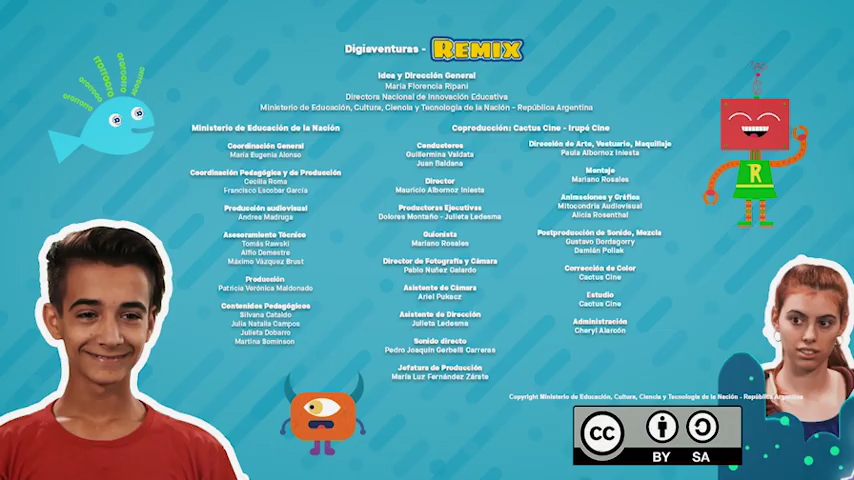 Digiaventuras - REMIX
Idea y Dirección General
María Florencia Ripani
Directora Nacional de Innovación Educativa
Ministerio de Educación, Cultura, Ciencia y Tecnología de la Nación - República Argentina
Ministerio de Educación de la Nación
Coordinación General
María Eugenia Alonso
Coordinación Pedagógica y de Producción
Cecilia Roma
Francisco Escobar García
Producción audiovisual
Andrea Madruga
Asesoramiento Técnico
Tomás Rawski
Alfio Demestre
Máximo Vázquez Brust
Producción
Patricia Verónica Maldonado
Contenidos Pedagógicos
Silvana Cataldo
Julia Natalia Campos
Julieta Dobarro
Martina Sominson
Coproducción: Cactus Cine - Irupé Cine
Conductores
Guillermina Valdata
Juan Baldana
Director
Mauricio Albornoz Iniesta
Productoras Ejecutivas
Dolores Montaño - Julieta Ledesma
Guionista
Mariano Rosales
Director de Fotografía y Cámara
Pablo Nuñez Galardo
Asistente de Cámara
Ariel Pukacz
Asistente de Dirección
Julieta Ledesma
Sonido directo
Pedro Joaquín Gerbelli Carreras
Jefatura de Producción
María Luz Fernández Zárate
Dirección de Arte, Vestuario, Maquillaje
Paula Albornoz Iniesta
Montaje
Mariano Rosales
Animaciones y Gráfica
Mitocondria Audiovisual
Alicia Rosenthal
Postproducción de Sonido, Mezcla
Gustavo Dordagorry
Damián Poliak
Corrección de Color
Cactus Cine
Estudio
Cactus Cine
Administración
Cheryl Alarcón
R
Copyright Ministerio de Educación, Cultura, Ciencia y Tecnología de la Nación - República Argentina
cc
BY SA